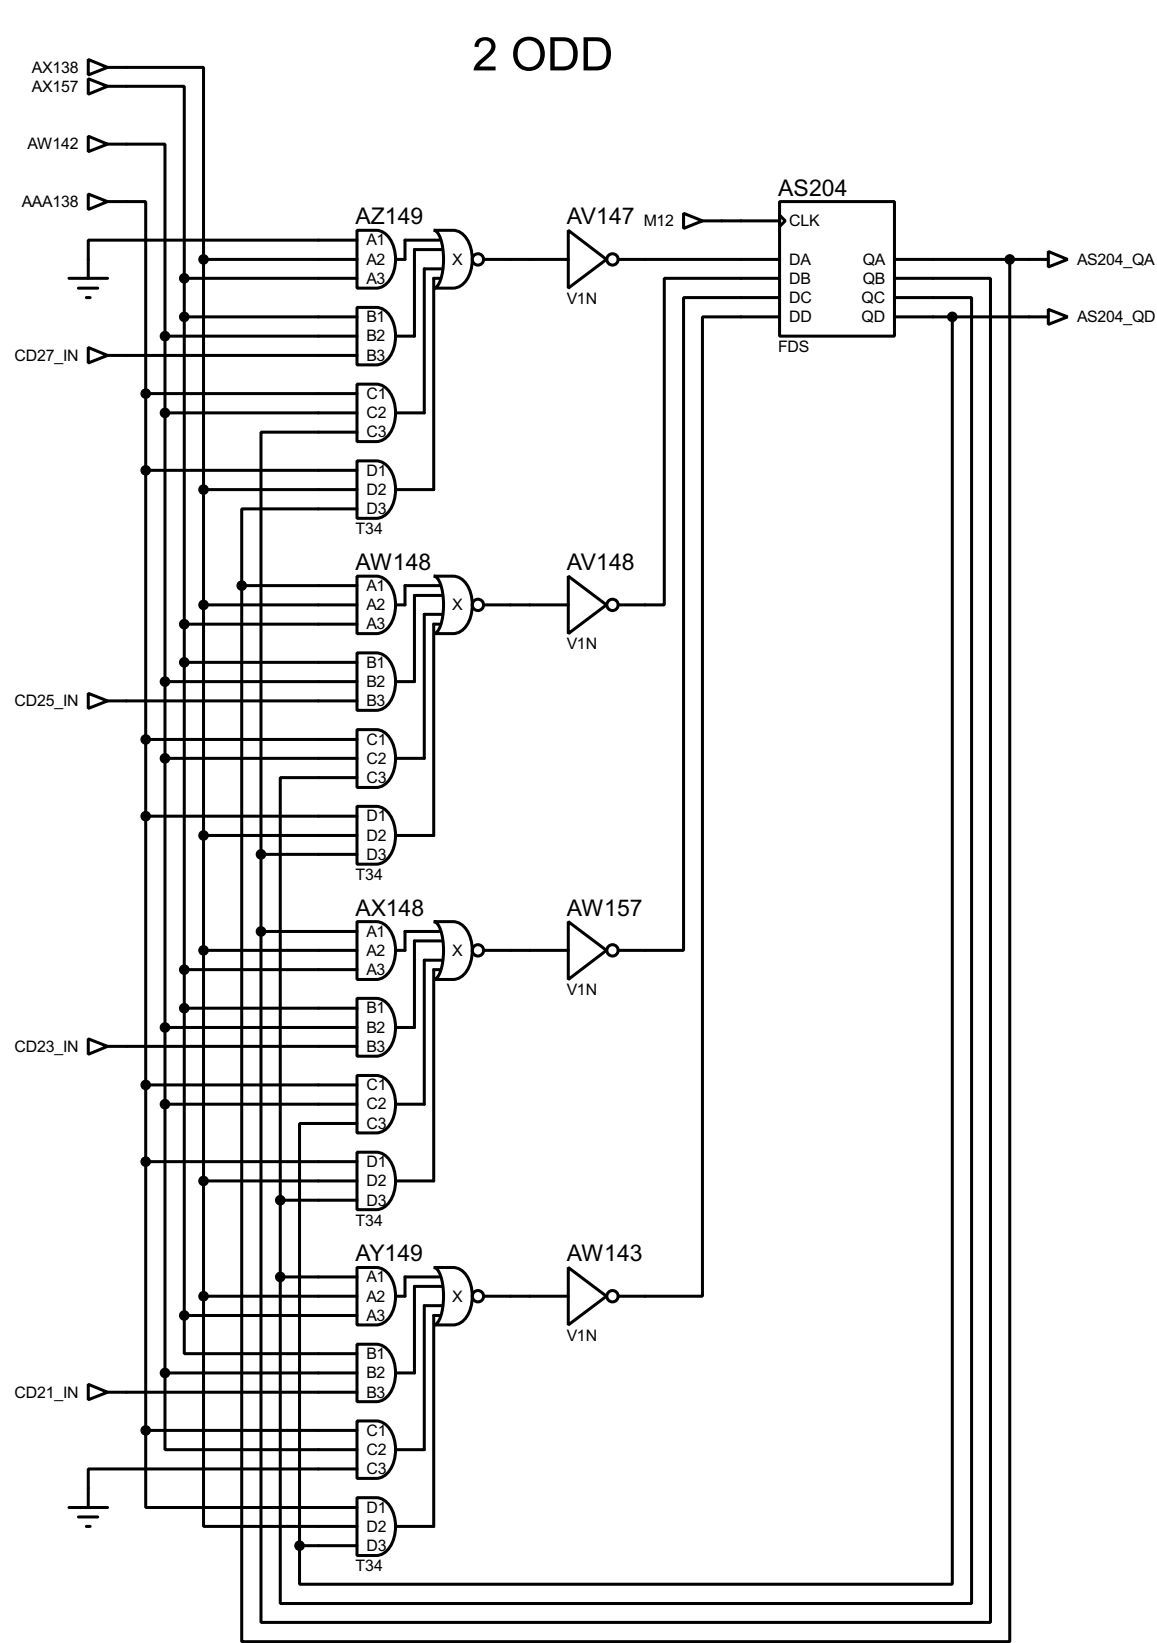 2 ODD
AX138
AX157
AW142
AAA138
AS204
M12
CLK
DA QA
DB QB
DC QC
DD QD
FDS
AS204_QA
AS204_QD
AZ149
A1
A2
A3
X
AV147
V1N
B1
B2
B3
CD27_IN
C1
C2
C3
D1
D2
D3
T34
AW148
A1
A2
A3
X
AV148
V1N
B1
B2
B3
CD25_IN
C1
C2
C3
D1
D2
D3
T34
AX148
A1
A2
A3
X
AW157
V1N
B1
B2
B3
CD23_IN
C1
C2
C3
D1
D2
D3
T34
AY149
A1
A2
A3
X
AW143
V1N
B1
B2
B3
CD21_IN
C1
C2
C3
D1
D2
D3
T34